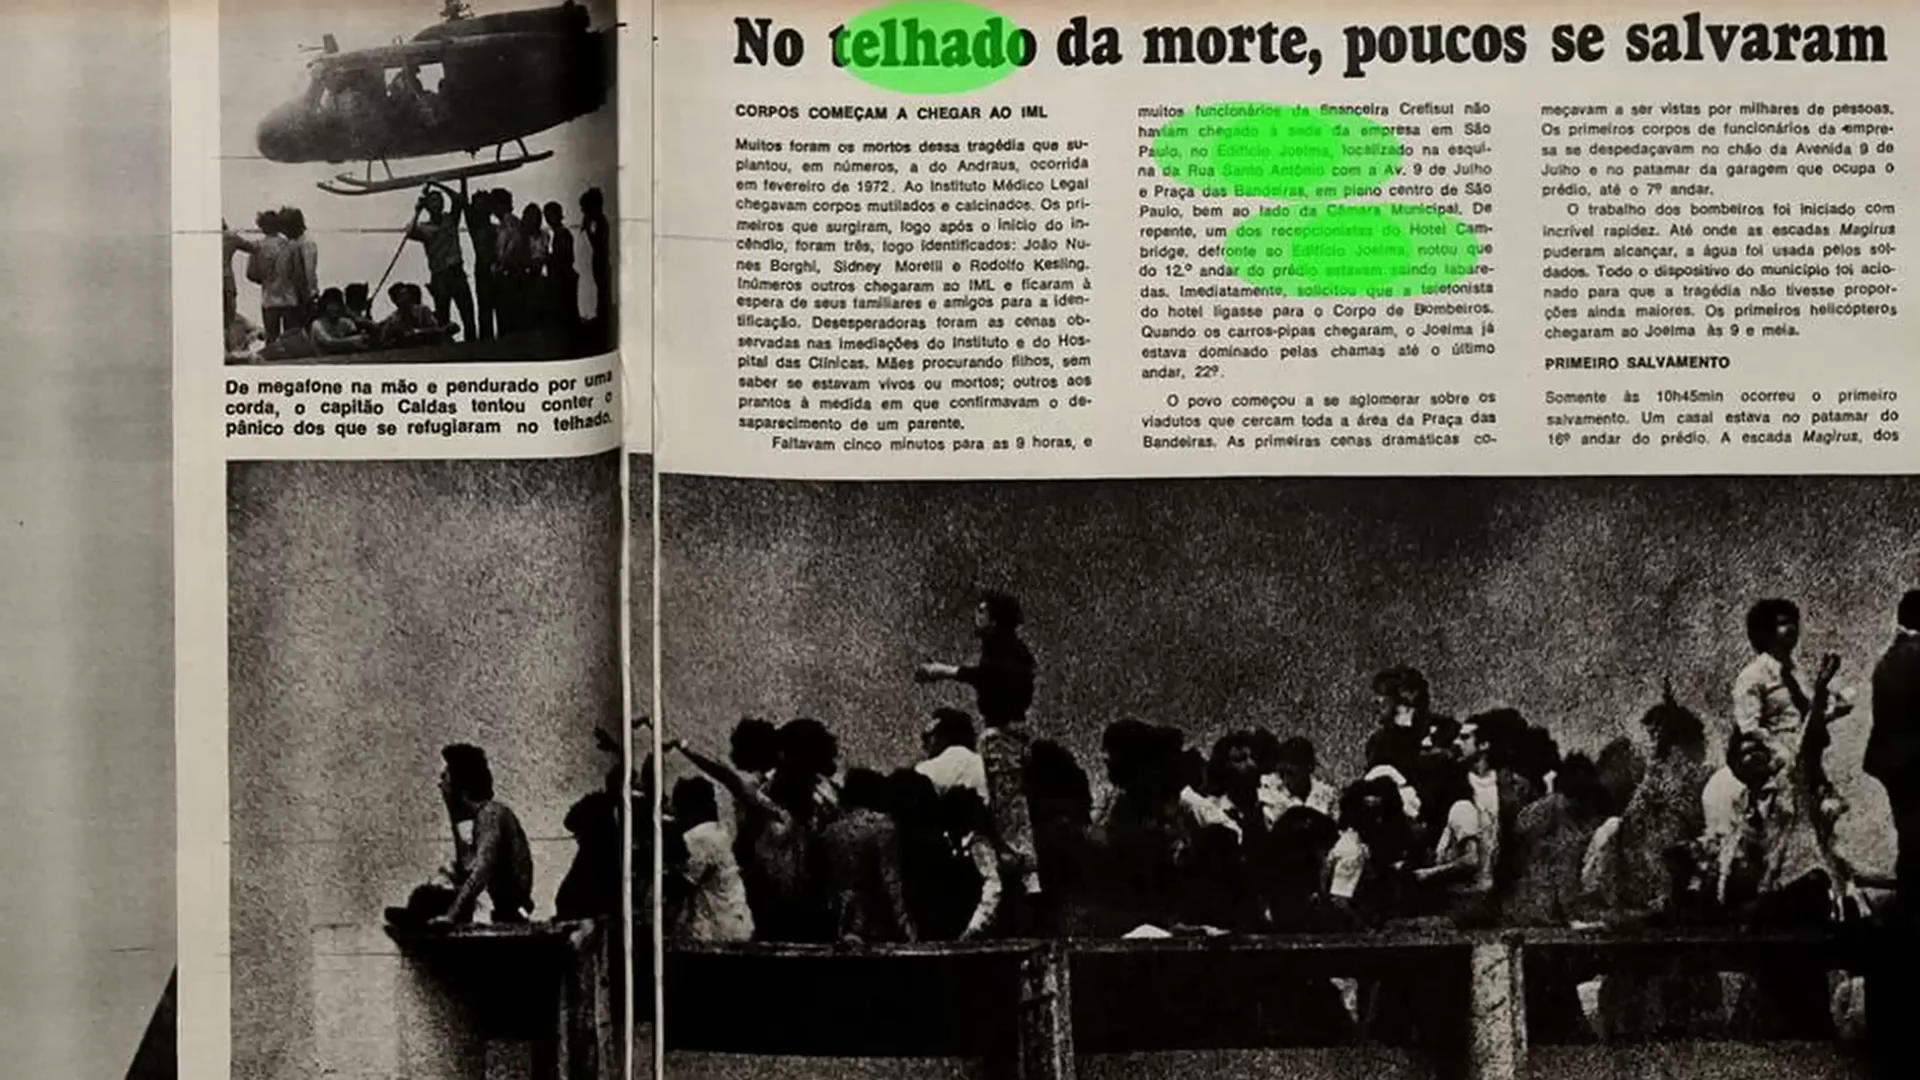 No telhado da morte, poucos se salvaram
CORPOS COMEÇAM A CHEGAR AO IML
Muitos foram os mortos dessa tragédia que su-
plantou, em números, a do Andraus, ocorrida
em fevereiro de 1972. Ao Instituto Médico Legal
chegavam corpos mutilados e calcinados. Os pri-
meiros que surgiram, logo após o início do in-
cêndio, foram três, logo identificados: João Nu-
nes Borghi, Sidney Morelli e Rodolfo Kesling.
Inúmeros outros chegaram ao IML e ficaram à
espera de seus familiares e amigos para a iden-
tificação. Desesperadoras foram as cenas ob-
servadas nas imediações do Instituto e do Hos-
pital das Clínicas. Mães procurando filhos, sem
saber se estavam vivos ou mortos; outros aos
prantos à medida em que confirmavam o de-
saparecimento de um parente.
Faltavam cinco minutos para as 9 horas, e
muitos funcionários da financeira Crefisul não
haviam chegado à sede da empresa em São
Paulo, no Edifício Joelma, localizado na esqui-
na da Rua Santo Antônio com a Av. 9 de Julho
e Praça das Bandeiras, em plano centro de São
Paulo, bem ao lado da Câmara Municipal. De
repente, um dos recepcionistas do Hotel Cam-
bridge, defronte ao Edifício Joelma, notou que
do 12.º andar do prédio estavam saindo labare-
das. Imediatamente, solicitou que a telefonista
do hotel ligasse para o Corpo de Bombeiros.
Quando os carros-pipas chegaram, o Joelma já
estava dominado pelas chamas até o último
andar, 22º.
O povo começou a se aglomerar sobre os
viadutos que cercam toda a área da Praça das
Bandeiras. As primeiras cenas dramáticas co-
meçavam a ser vistas por milhares de pessoas.
Os primeiros corpos de funcionários da empre-
sa se despedaçavam no chão da Avenida 9 de
Julho e no patamar da garagem que ocupa o
prédio, até o 7º andar.
O trabalho dos bombeiros foi iniciado com
incrível rapidez. Até onde as escadas Magirus
puderam alcançar, a água foi usada pelos sol-
dados. Todo o dispositivo do município foi acio-
nado para que a tragédia não tivesse propor-
ções ainda maiores. Os primeiros helicópteros
chegaram ao Joelma às 9 e meia.
PRIMEIRO SALVAMENTO
Somente às 10h45min ocorreu o primeiro
salvamento. Um casal estava no patamar do
16º andar do prédio. A escada Magirus, dos
De megafone na mão e pendurado por uma
corda, o capitão Caldas tentou conter o
pânico dos que se refugiaram no telhado.